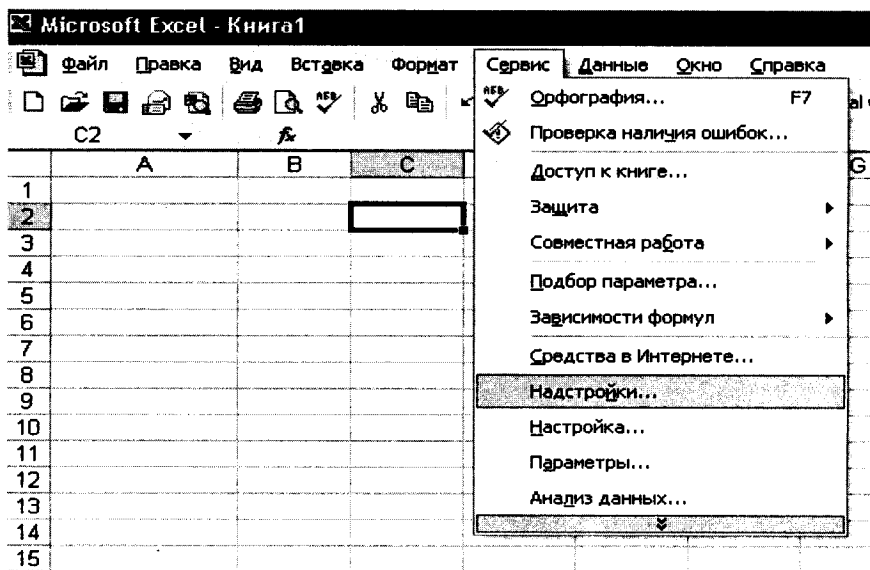 Microsoft Excel - Книга1
Файл Правка Вид Вставка Формат Сервис Данные Окно Справка
Орфография... F7
C2 fx Проверка наличия ошибок...
A B C G
Доступ к книге...
1
Защита
2
Совместная работа
3
4
Подбор параметра...
5
Зависимости формул
6
7
Средства в Интернете...
8
Надстройки...
9
10
Настройка...
11
Параметры...
12
Анализ данных...
13
14
15